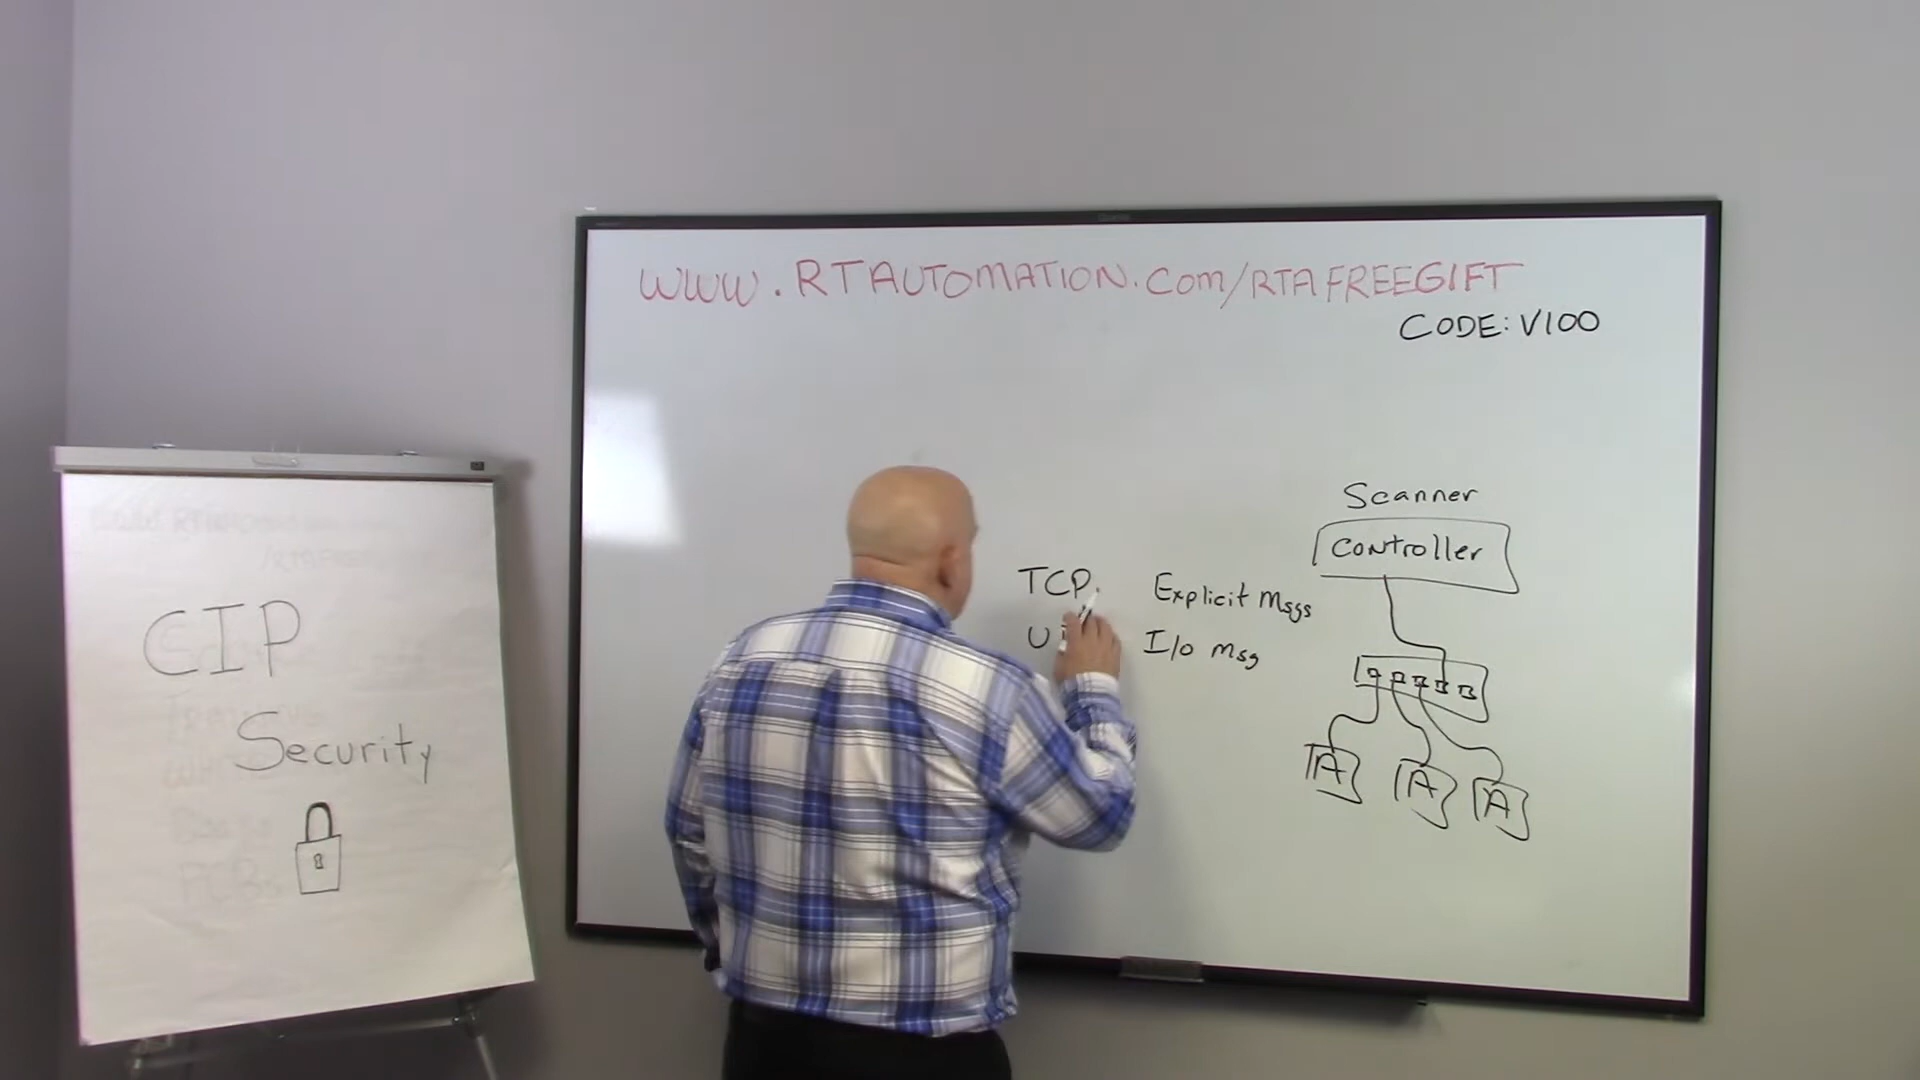 WWW.RTAUTOMATION.COM/RTAFREEGIFT
CODE: V100
Scanner
Controller
TCP Explicit Msgs
I/O Msg
A A A
CIP
Security